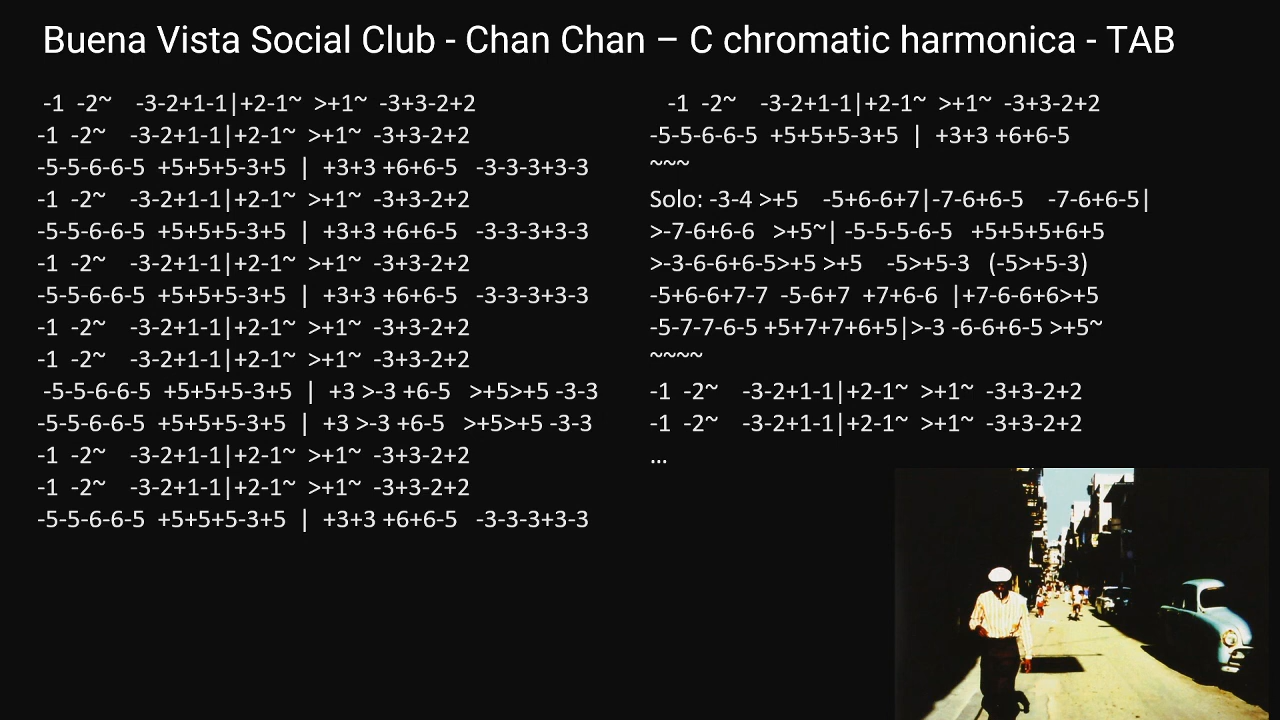 Buena Vista Social Club - Chan Chan – C chromatic harmonica - TAB
-1 -2~ -3-2+1-1|+2-1~ >+1~ -3+3-2+2
-1 -2~ -3-2+1-1|+2-1~ >+1~ -3+3-2+2
-5-5-6-6-5 +5+5+5-3+5 | +3+3 +6+6-5 -3-3-3+3-3
-1 -2~ -3-2+1-1|+2-1~ >+1~ -3+3-2+2
-5-5-6-6-5 +5+5+5-3+5 | +3+3 +6+6-5 -3-3-3+3-3
-1 -2~ -3-2+1-1|+2-1~ >+1~ -3+3-2+2
-5-5-6-6-5 +5+5+5-3+5 | +3+3 +6+6-5 -3-3-3+3-3
-1 -2~ -3-2+1-1|+2-1~ >+1~ -3+3-2+2
-1 -2~ -3-2+1-1|+2-1~ >+1~ -3+3-2+2
-5-5-6-6-5 +5+5+5-3+5 | +3 >-3 +6-5 >+5>+5 -3-3
-5-5-6-6-5 +5+5+5-3+5 | +3 >-3 +6-5 >+5>+5 -3-3
-1 -2~ -3-2+1-1|+2-1~ >+1~ -3+3-2+2
-1 -2~ -3-2+1-1|+2-1~ >+1~ -3+3-2+2
-5-5-6-6-5 +5+5+5-3+5 | +3+3 +6+6-5 -3-3-3+3-3
-1 -2~ -3-2+1-1|+2-1~ >+1~ -3+3-2+2
-5-5-6-6-5 +5+5+5-3+5 | +3+3 +6+6-5
~~~
Solo: -3-4 >+5 -5+6-6+7|-7-6+6-5 -7-6+6-5|
>-7-6+6-6 >+5~| -5-5-5-6-5 +5+5+5+6+5
>-3-6-6+6-5>+5 >+5 -5>+5-3 (-5>+5-3)
-5+6-6+7-7 -5-6+7 +7+6-6 |+7-6-6+6>+5
-5-7-7-6-5 +5+7+7+6+5|>-3 -6-6+6-5 >+5~
~~~~
-1 -2~ -3-2+1-1|+2-1~ >+1~ -3+3-2+2
-1 -2~ -3-2+1-1|+2-1~ >+1~ -3+3-2+2
...